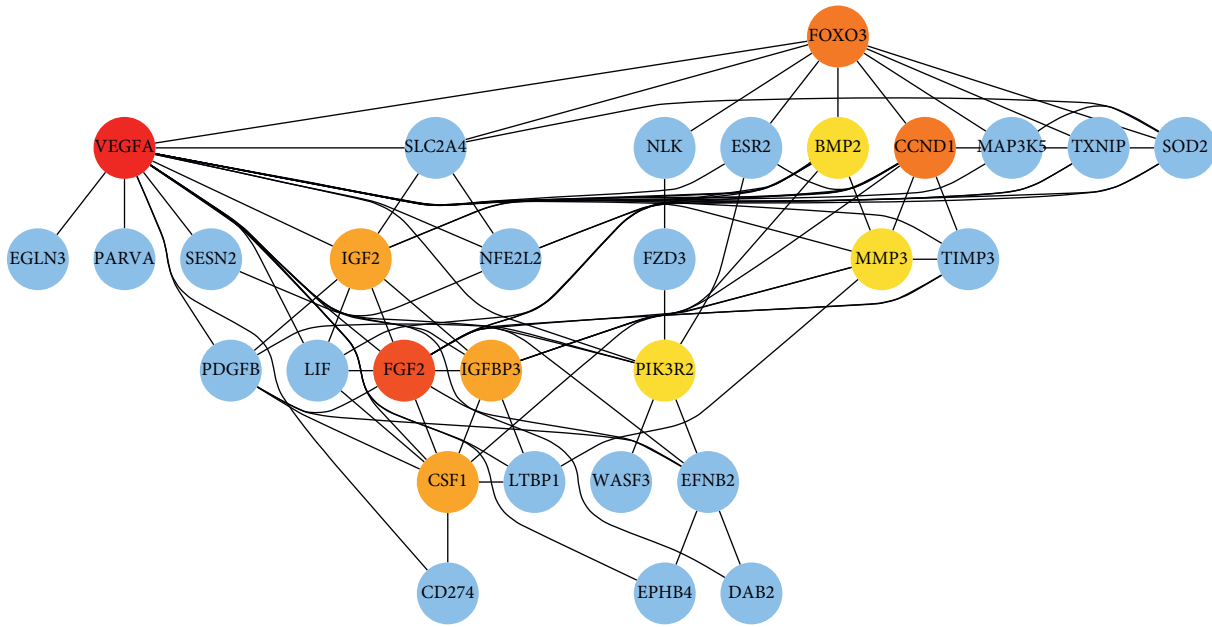 FOXO3
VEGFA
SLC2A4
NLK
ESR2
BMP2
CCND1
MAP3K5
TXNIP
SOD2
EGLN3
PARVA
SESN2
IGF2
NFE2L2
FZD3
MMP3
TIMP3
PDGFB
LIF
FGF2
IGFBP3
PIK3R2
CSF1
LTBP1
WASF3
EFNB2
CD274
EPHB4
DAB2